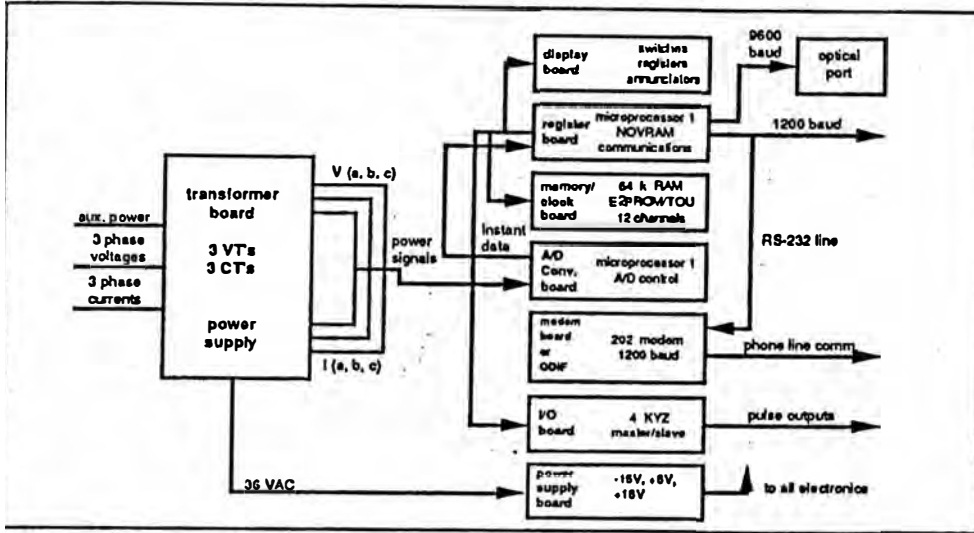 display board
switches
registers
annunciators
9600 baud
optical port
register board
microprocessor 1
NOVRAM
communications
1200 baud
V (a, b, c)
transformer board
3 VT's
3 CT's
power supply
I (a, b, c)
aux. power
3 phase voltages
3 phase currents
power signals
Instant data
memory/ clock board
64 k RAM
E2PROM/TOU
12 channels
RS-232 line
A/D Conv. board
microprocessor 1
A/D control
modem board or
202 modem
1200 baud
phone line comm
I/O board
4 KYZ
master/slave
pulse outputs
36 VAC
power supply board
to all electronics